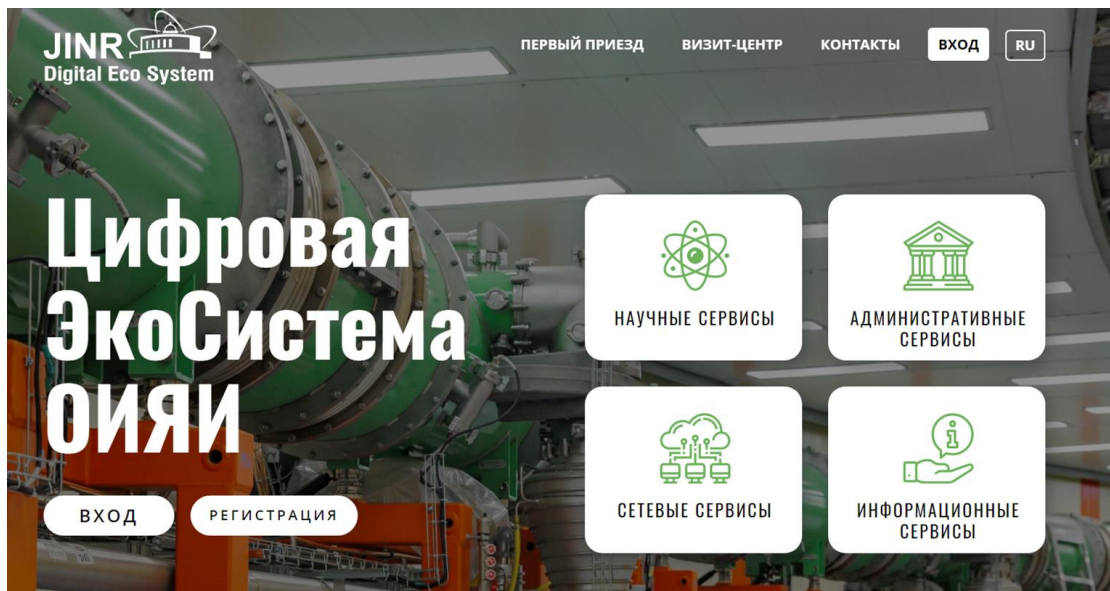 JINR
Digital Eco System
ПЕРВЫЙ ПРИЕЗД
ВИЗИТ-ЦЕНТР
КОНТАКТЫ
ВХОД
RU
Цифровая
ЭкоСистема
ОИЯИ
ВХОД
РЕГИСТРАЦИЯ
НАУЧНЫЕ СЕРВИСЫ
АДМИНИСТРАТИВНЫЕ
СЕРВИСЫ
СЕТЕВЫЕ СЕРВИСЫ
ИНФОРМАЦИОННЫЕ
СЕРВИСЫ